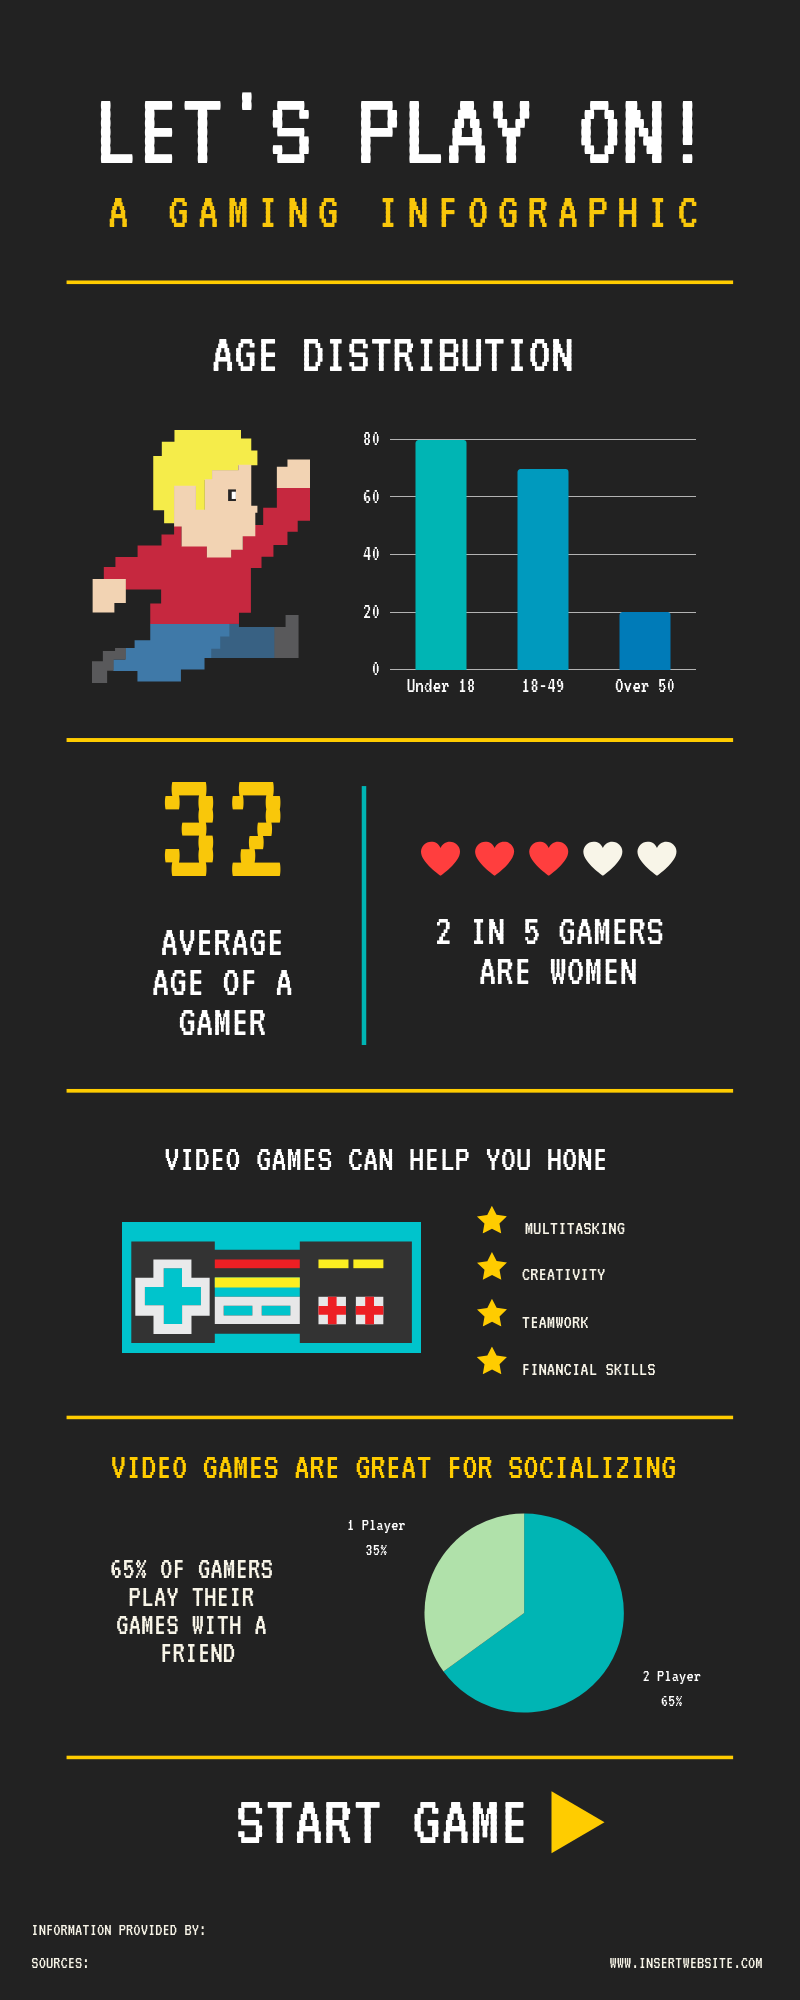 LET'S PLAY ON!
A GAMING INFOGRAPHIC
AGE DISTRIBUTION
80
60
40
20
0
Under 18
18-49
Over 50
32
AVERAGE
AGE OF A
GAMER
2 IN 5 GAMERS
ARE WOMEN
VIDEO GAMES CAN HELP YOU HONE
MULTITASKING
CREATIVITY
TEAMWORK
FINANCIAL SKILLS
VIDEO GAMES ARE GREAT FOR SOCIALIZING
65% OF GAMERS
PLAY THEIR
GAMES WITH A
FRIEND
1 Player
35%
2 Player
65%
START GAME
INFORMATION PROVIDED BY:
SOURCES:
WWW.INSERTWEBSITE.COM